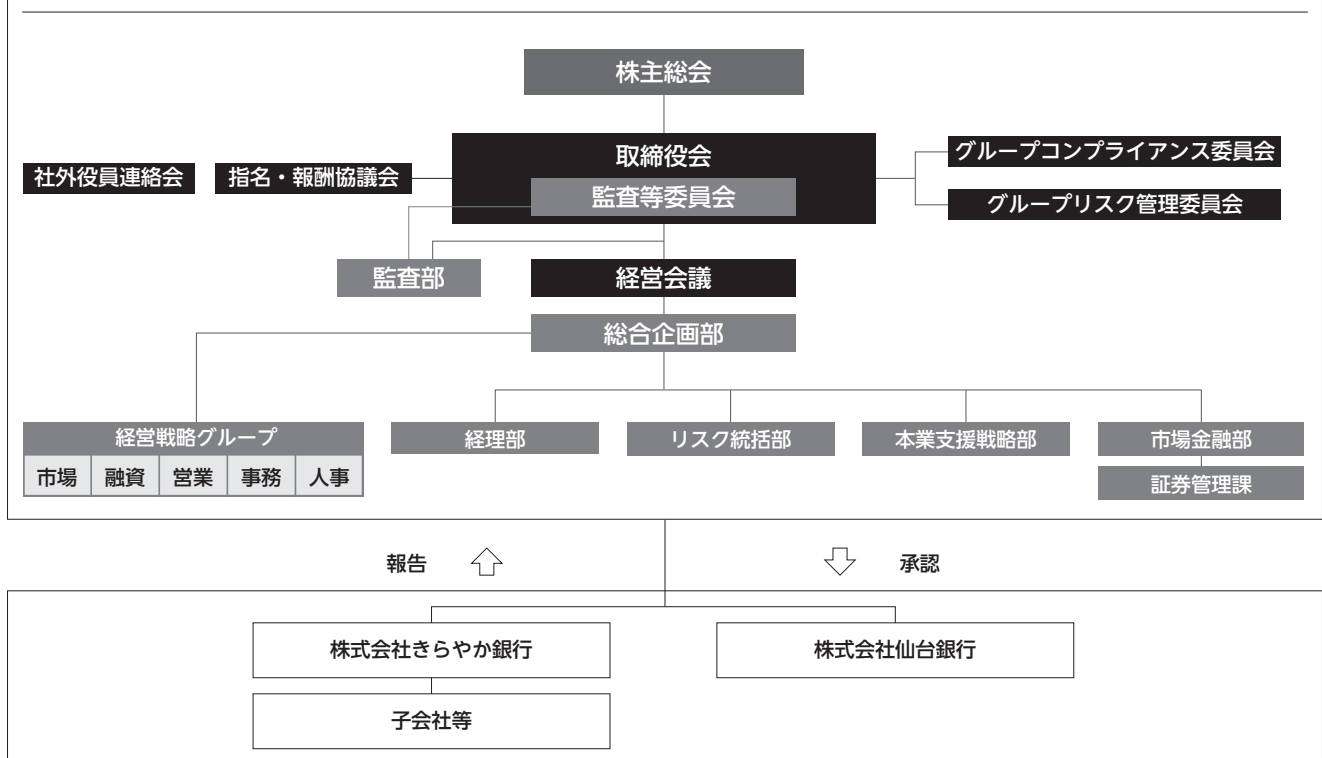 株主総会
取締役会
監査等委員会
社外役員連絡会
指名・報酬協議会
グループコンプライアンス委員会
グループリスク管理委員会
監査部
経営会議
総合企画部
経営戦略グループ
市場 融資 営業 事務 人事
経理部
リスク統括部
本業支援戦略部
市場金融部
証券管理課
報告
承認
株式会社きらやか銀行
株式会社仙台銀行
子会社等